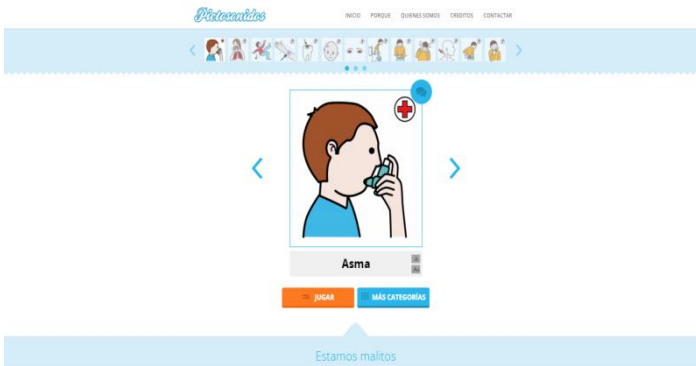 Pictosonidos
INICIO PORQUE QUIENES SOMOS CREDITOS CONTACTAR
Asma
JUGAR MÁS CATEGORÍAS
Estamos malitos